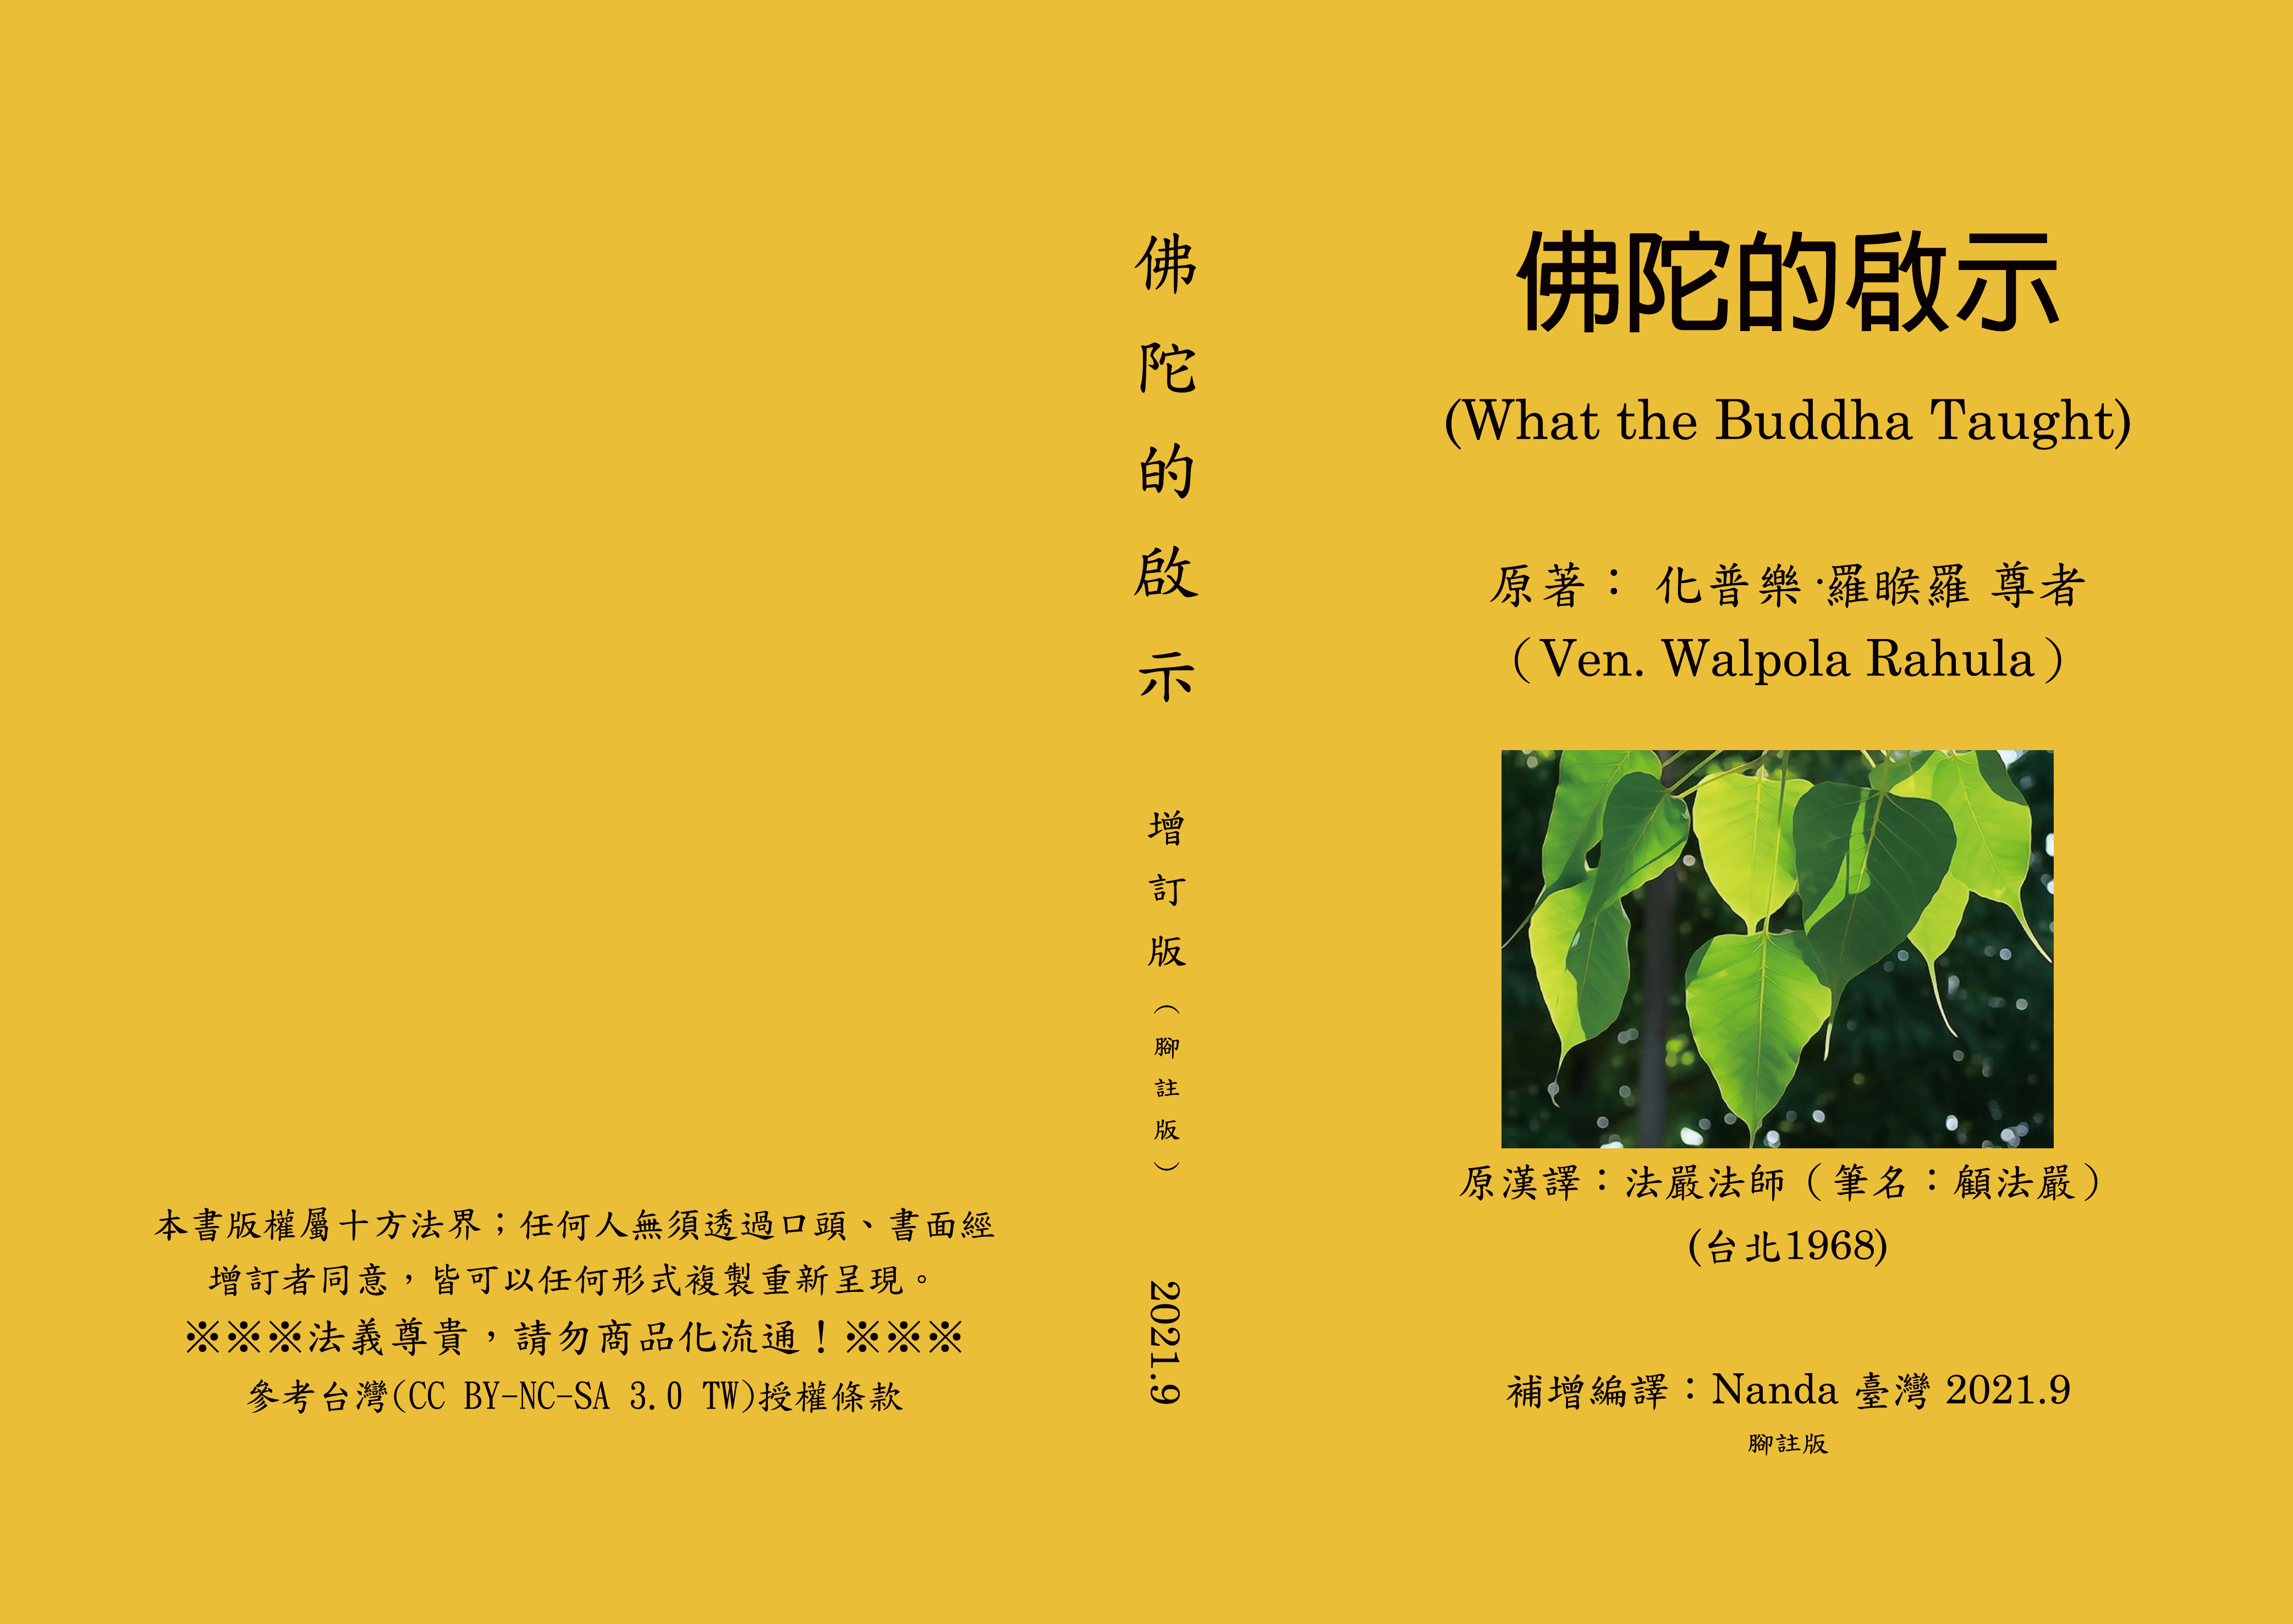 佛陀的啟示
(What the Buddha Taught)
原著： 化普樂·羅睺羅 尊者
（Ven. Walpola Rahula）
原漢譯：法嚴法師（筆名：顧法嚴）
(台北1968)
補增編譯：Nanda 臺灣 2021.9
腳註版
佛陀的啟示 增訂版（腳註版） 2021.9
本書版權屬十方法界；任何人無須透過口頭、書面經
增訂者同意，皆可以任何形式複製重新呈現。
※※※法義尊貴，請勿商品化流通！※※※
參考台灣(CC BY-NC-SA 3.0 TW)授權條款